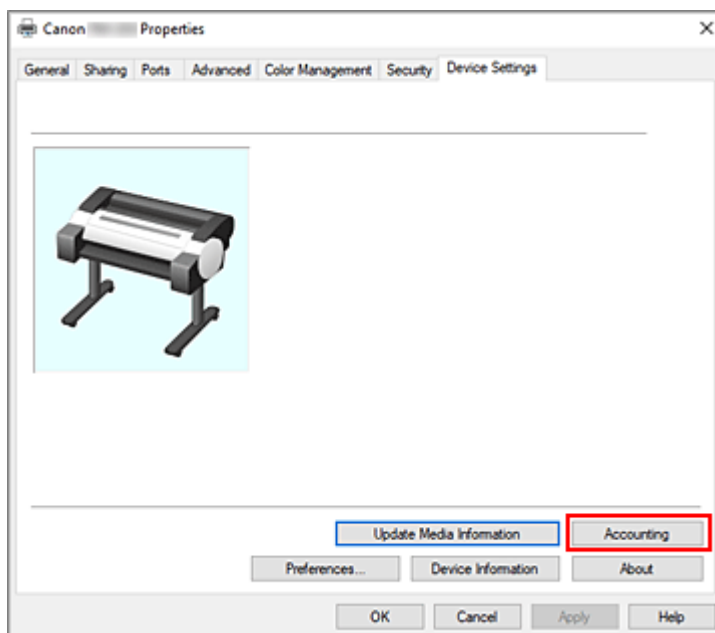 Canon Properties
General Sharing Ports Advanced Color Management Security Device Settings
Update Media Information Accounting
Preferences... Device Information About
OK Cancel Apply Help